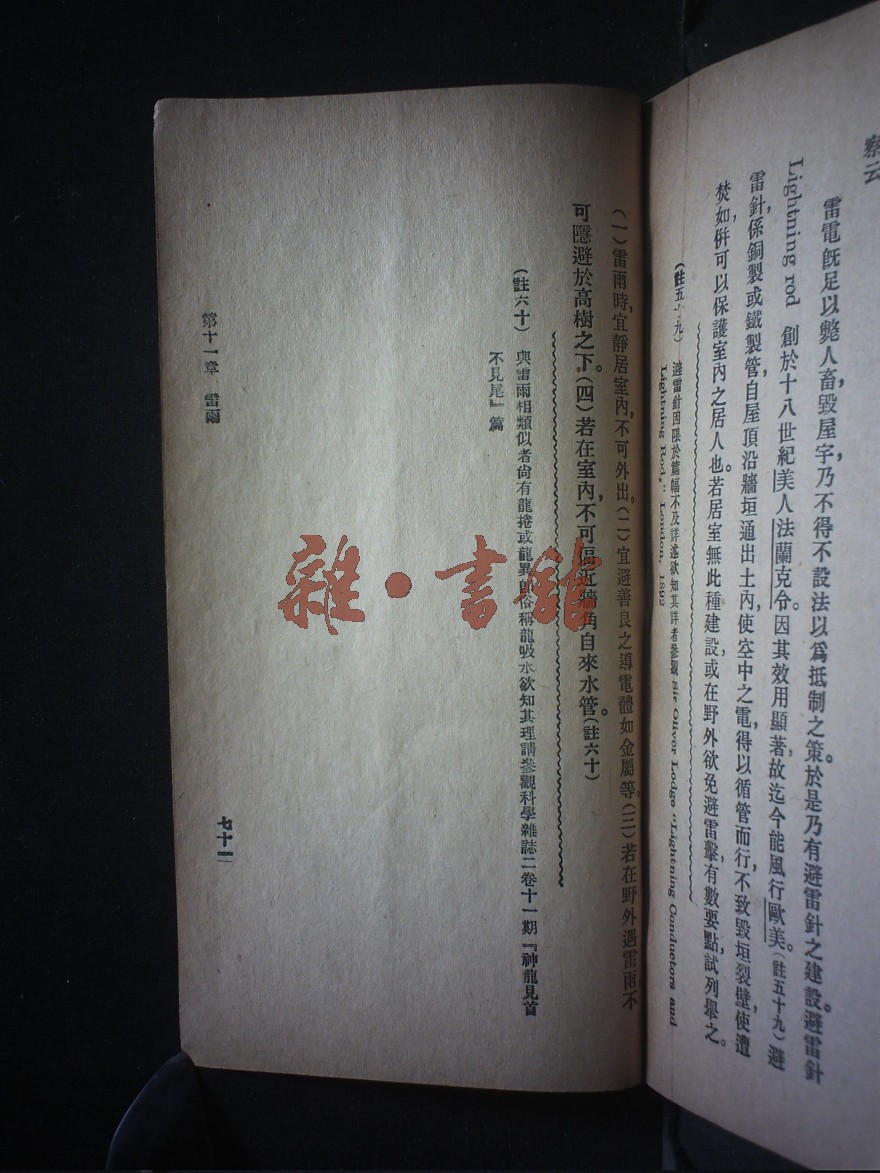 察云
雷電旣足以斃人畜,毀屋宇,乃不得不設法以爲抵制之策。於是乃有避雷針之建設。避雷針
Lightning rod 創於十八世紀美人法蘭克令。因其效用顯著,故迄今能風行歐美。(註五十九)避
雷針,係銅製或鐵製管,自屋頂沿牆垣通出土內,使空中之電,得以循管而行,不致毀垣裂壁,使遭
焚如,倂可以保護室內之居人也。若居室無此種建設,或在野外欲免避雷擊,有數要點,試列舉之。
(註五十九) 避雷針因限於篇幅不及詳述欲知其詳者參觀 Sir Oliver Lodge "Lightning Conductors and
Lightning Rod," London, 1892
(一)雷雨時,宜靜居室內,不可外出。(二)宜避善良之導電體如金屬等。(三)若在野外遇雷雨不
可隱避於高樹之下。(四)若在室內,不可偪近牆角自來水管。(註六十)
(註六十) 與雷雨相類似者尙有龍捲或龍異卽俗稱龍吸水欲知其理請參觀科學雜誌二卷十一期『神龍見首
不見尾』篇
第十一章 雷雨
七十一
雜·書館